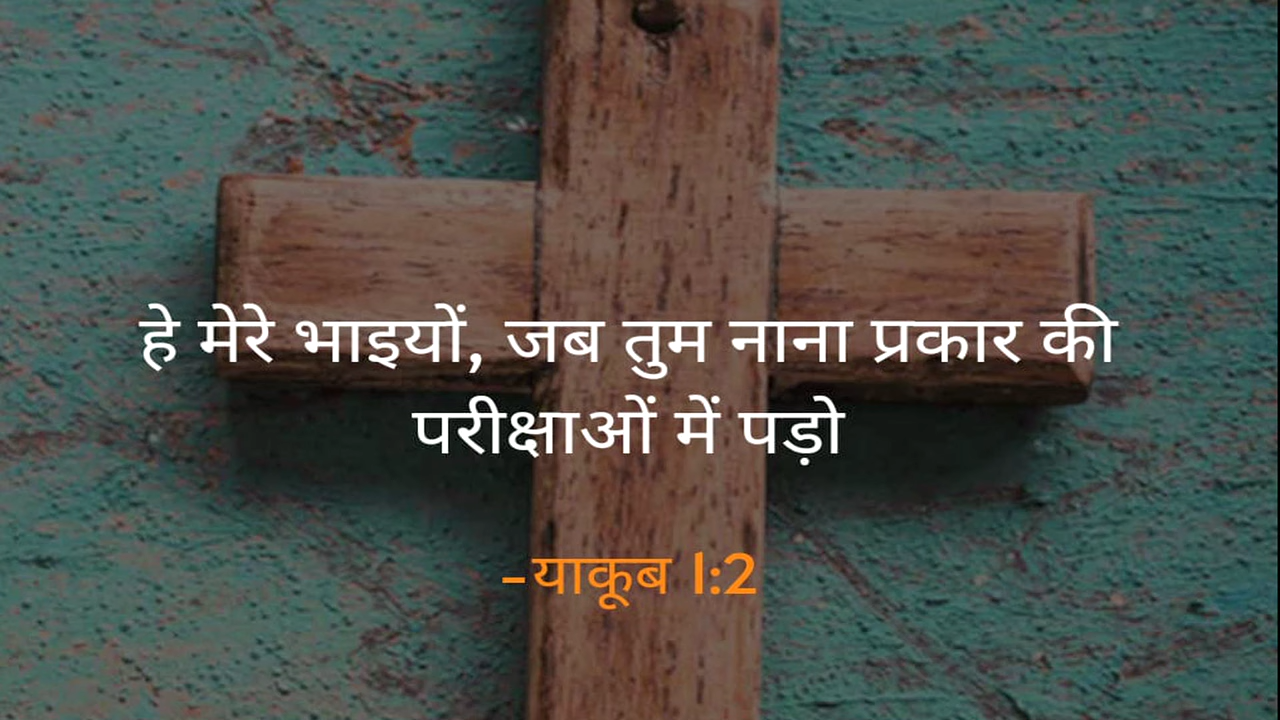 हे मेरे भाइयों, जब तुम नाना प्रकार की
परीक्षाओं में पड़ो
-याकूब 1:2